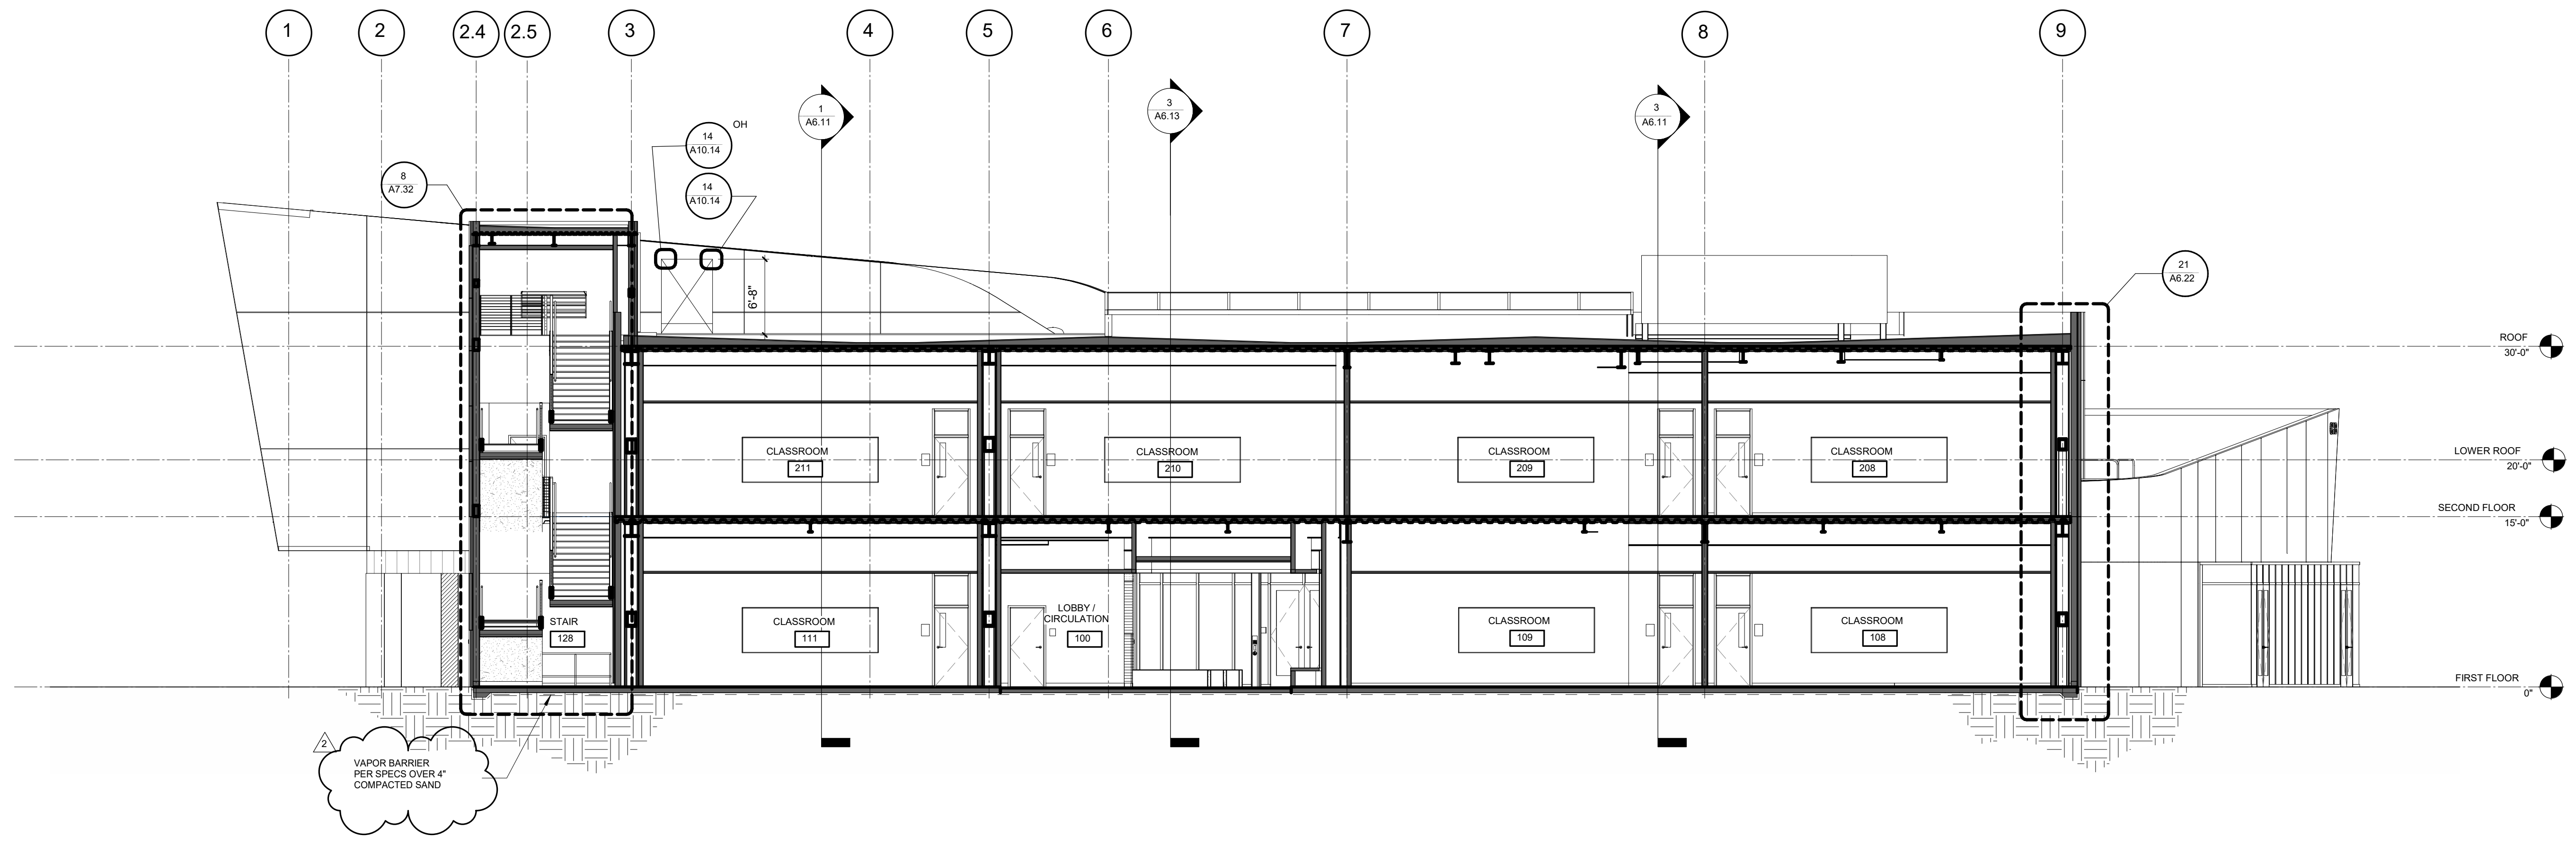 1
2
2.4
2.5
3
4
5
6
7
8
9
1
A6.11
3
A6.13
3
A6.11
14
A10.14
OH
14
A10.14
8
A7.32
21
A6.22
6'-8"
ROOF
30'-0"
CLASSROOM
211
CLASSROOM
210
CLASSROOM
209
CLASSROOM
208
LOWER ROOF
20'-0"
SECOND FLOOR
15'-0"
STAIR
128
CLASSROOM
111
LOBBY /
CIRCULATION
100
CLASSROOM
109
CLASSROOM
108
FIRST FLOOR
0"
2
VAPOR BARRIER
PER SPECS OVER 4"
COMPACTED SAND